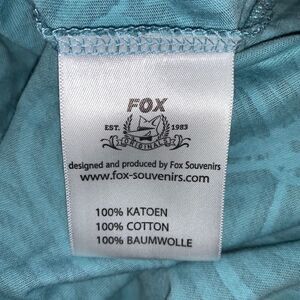 FOX
EST. 1983
ORIGINALS
designed and produced by Fox Souvenirs
www.fox-souvenirs.com
100% KATOEN
100% COTTON
100% BAUMWOLLE